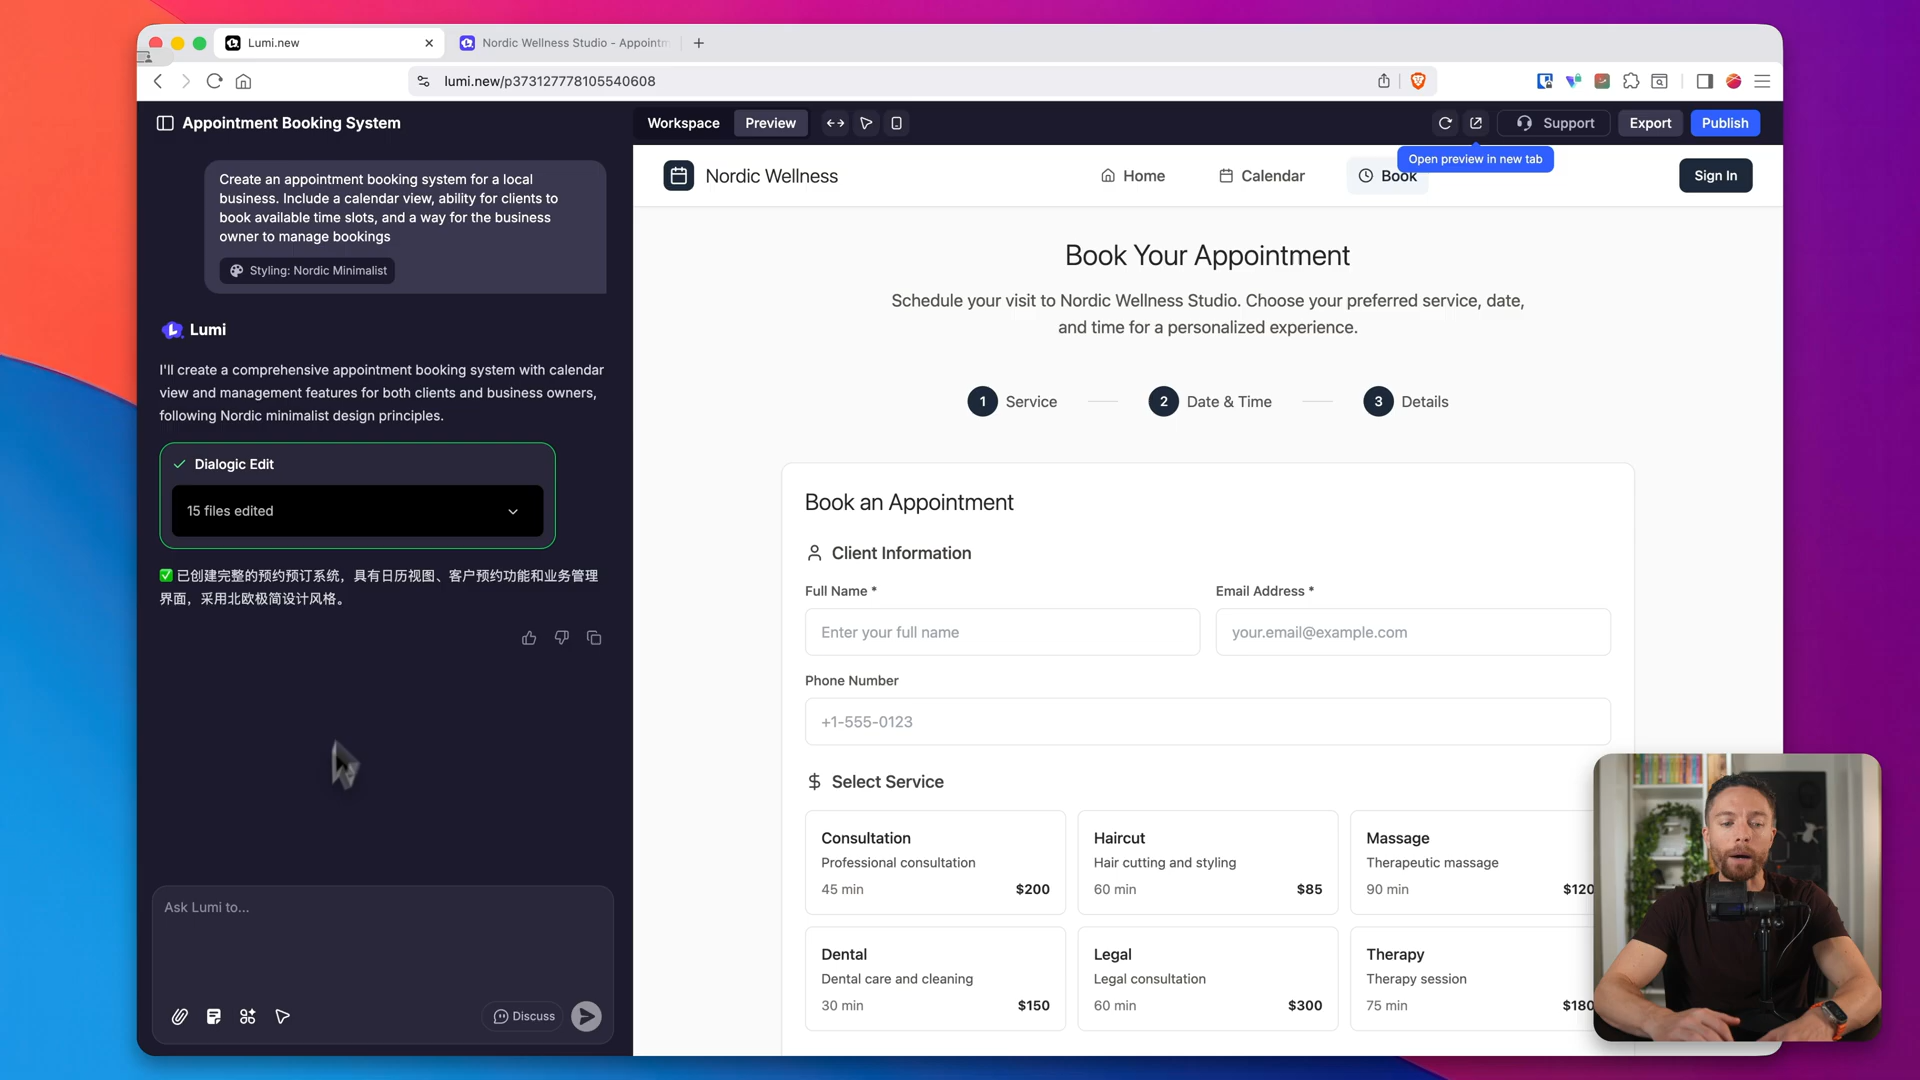 Lumi.new
Nordic Wellness Studio - Appointm
lumi.new/p373127778105540608
Appointment Booking System
Workspace
Preview
Support
Export
Publish
Open preview in new tab
Create an appointment booking system for a local
business. Include a calendar view, ability for clients to
book available time slots, and a way for the business
owner to manage bookings
Styling: Nordic Minimalist
Lumi
I'll create a comprehensive appointment booking system with calendar
view and management features for both clients and business owners,
following Nordic minimalist design principles.
Dialogic Edit
15 files edited
✅ 已创建完整的预约预订系统，具有日历视图、客户预约功能和业务管理
界面，采用北欧极简设计风格。
Ask Lumi to...
Discuss
Nordic Wellness
Home
Calendar
Book
Sign In
Book Your Appointment
Schedule your visit to Nordic Wellness Studio. Choose your preferred service, date,
and time for a personalized experience.
1 Service
2 Date & Time
3 Details
Book an Appointment
Client Information
Full Name *
Email Address *
Enter your full name
your.email@example.com
Phone Number
+1-555-0123
Select Service
Consultation
Professional consultation
45 min $200
Haircut
Hair cutting and styling
60 min $85
Massage
Therapeutic massage
90 min $120
Dental
Dental care and cleaning
30 min $150
Legal
Legal consultation
60 min $300
Therapy
Therapy session
75 min $180